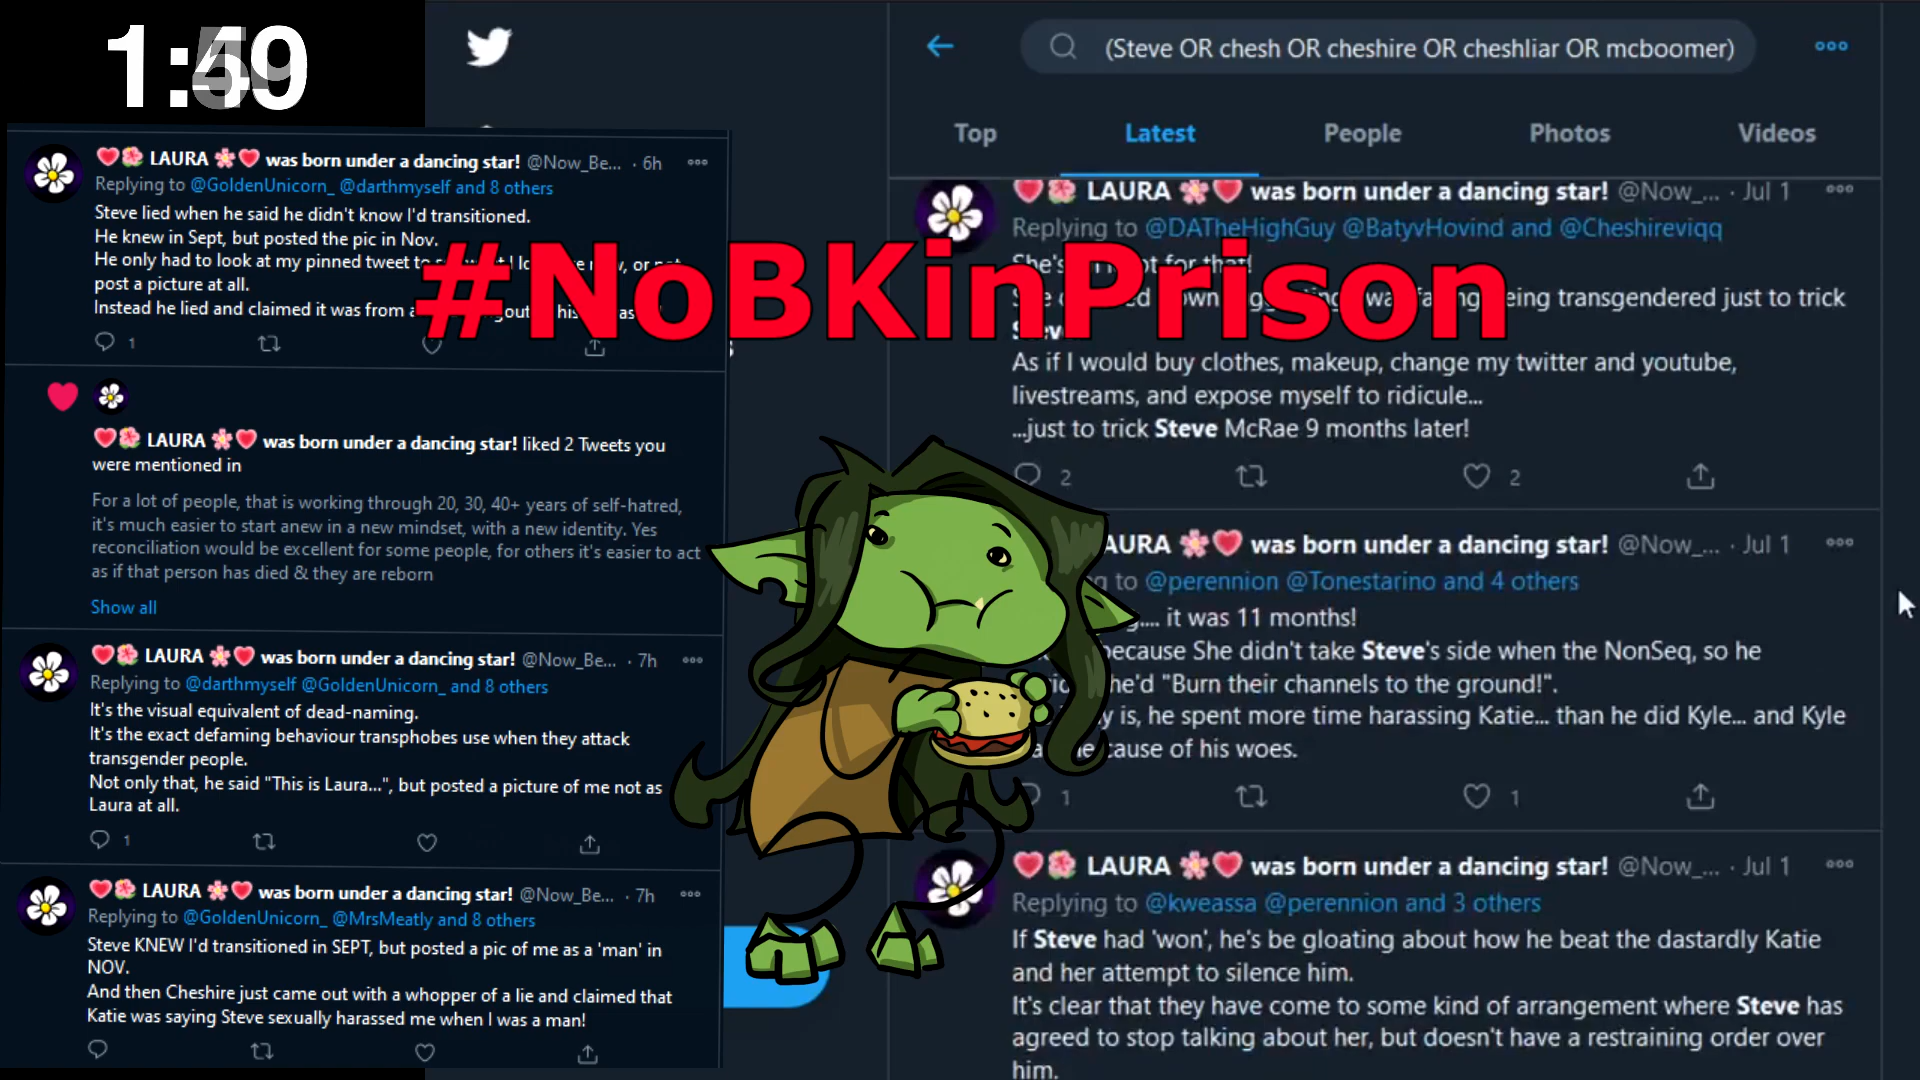 1:49
LAURA was born under a dancing star! @Now_Be... · 6h
Replying to @GoldenUnicorn_ @darthmyself and 8 others
Steve lied when he said he didn't know I'd transitioned.
He knew in Sept, but posted the pic in Nov.
He only had to look at my pinned tweet to
post a picture at all.
Instead he lied and claimed it was from
1
LAURA was born under a dancing star! liked 2 Tweets you
were mentioned in
For a lot of people, that is working through 20, 30, 40+ years of self-hatred,
it's much easier to start anew in a new mindset, with a new identity. Yes
reconciliation would be excellent for some people, for others it's easier to act
as if that person has died & they are reborn
Show all
LAURA was born under a dancing star! @Now_Be... · 7h
Replying to @darthmyself @GoldenUnicorn_ and 8 others
It's the visual equivalent of dead-naming.
It's the exact defaming behaviour transphobes use when they attack
transgender people.
Not only that, he said "This is Laura...", but posted a picture of me not as
Laura at all.
1
LAURA was born under a dancing star! @Now_Be... · 7h
Replying to @GoldenUnicorn_ @MrsMeatly and 8 others
Steve KNEW I'd transitioned in SEPT, but posted a pic of me as a 'man' in
NOV.
And then Cheshire just came out with a whopper of a lie and claimed that
Katie was saying Steve sexually harassed me when I was a man!
#NoBKinPrison
(Steve OR chesh OR cheshire OR cheshliar OR mcboomer)
Top Latest People Photos Videos
LAURA was born under a dancing star! @Now_... · Jul 1
Replying to @DATheHighGuy @BatyvHovind and @Cheshireviqq
She's for that!
being transgendered just to trick
As if I would buy clothes, makeup, change my twitter and youtube,
livestreams, and expose myself to ridicule...
...just to trick Steve McRae 9 months later!
2 2
was born under a dancing star! @Now_... · Jul 1
to @perennion @Tonestarino and 4 others
it was 11 months!
because She didn't take Steve's side when the NonSeq, so he
he'd "Burn their channels to the ground!".
is, he spent more time harassing Katie... than he did Kyle... and Kyle
cause of his woes.
1 1
LAURA was born under a dancing star! @Now_... · Jul 1
Replying to @kweassa @perennion and 3 others
If Steve had 'won', he's be gloating about how he beat the dastardly Katie
and her attempt to silence him.
It's clear that they have come to some kind of arrangement where Steve has
agreed to stop talking about her, but doesn't have a restraining order over
him.